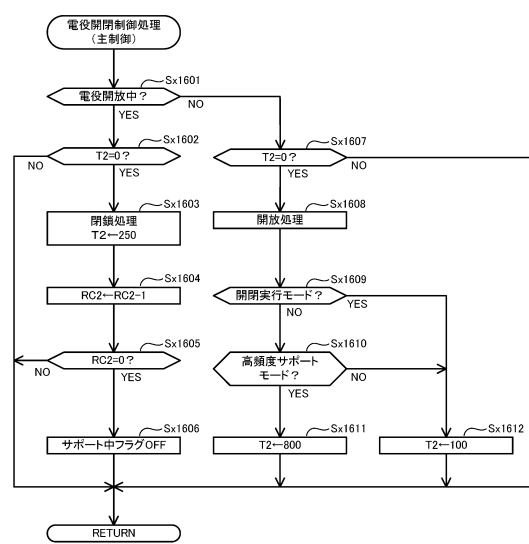 電役開閉制御処理
(主制御)
Sx1601
電役開放中?
NO
YES
Sx1602
T2=0?
NO
YES
Sx1603
閉鎖処理
T2←250
Sx1604
RC2←RC2-1
Sx1605
RC2=0?
NO
YES
Sx1606
サポート中フラグOFF
RETURN
Sx1607
T2=0?
NO
YES
Sx1608
開放処理
Sx1609
開閉実行モード?
YES
NO
Sx1610
高頻度サポート
モード?
NO
YES
Sx1611
T2←800
Sx1612
T2←100